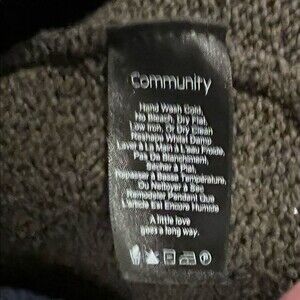 Community
Hand Wash Cold,
No Bleach, Dry Flat,
Low Iron, Or Dry Clean
Reshape Whilst Damp
Laver à La Main à L'eau Froide,
Pas De Blanchiment,
Sécher à Plat,
Repasser à Basse Température,
Ou Nettoyer à Sec
Remodeler Pendant Que
L'article Est Encore Humide
A little love
goes a long way.